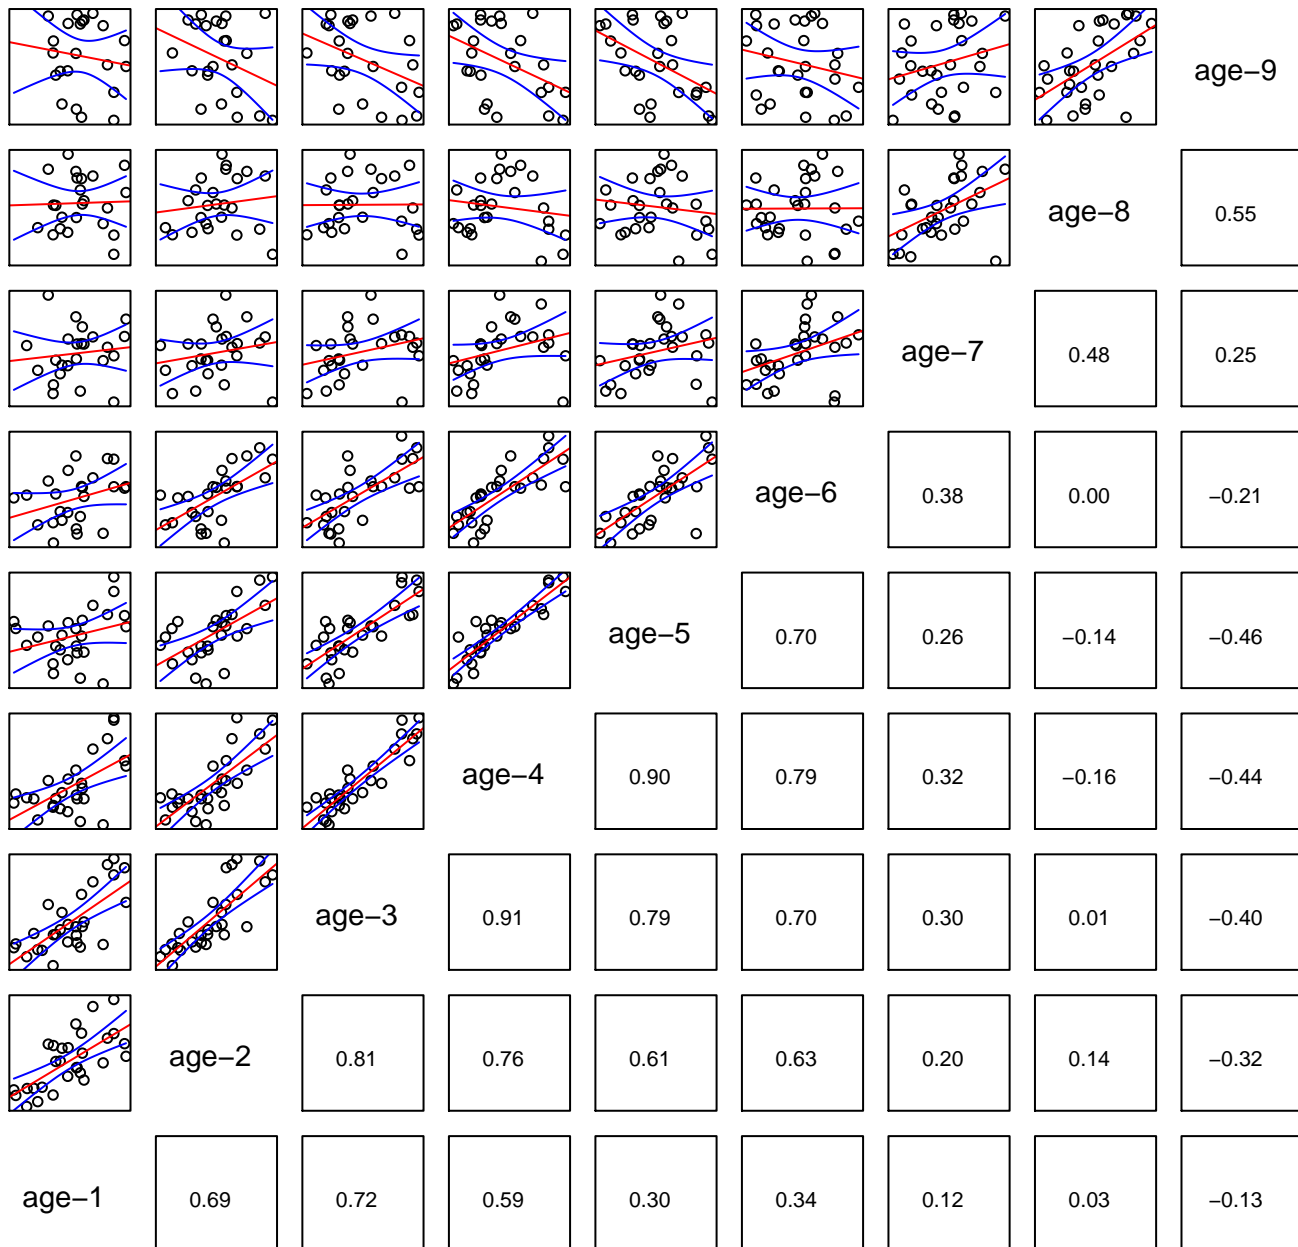 age−9
age−8 0.55
age−7 0.48 0.25
age−6 0.38 0.00 −0.21
age−5 0.70 0.26 −0.14 −0.46
age−4 0.90 0.79 0.32 −0.16 −0.44
age−3 0.91 0.79 0.70 0.30 0.01 −0.40
age−2 0.81 0.76 0.61 0.63 0.20 0.14 −0.32
age−1 0.69 0.72 0.59 0.30 0.34 0.12 0.03 −0.13